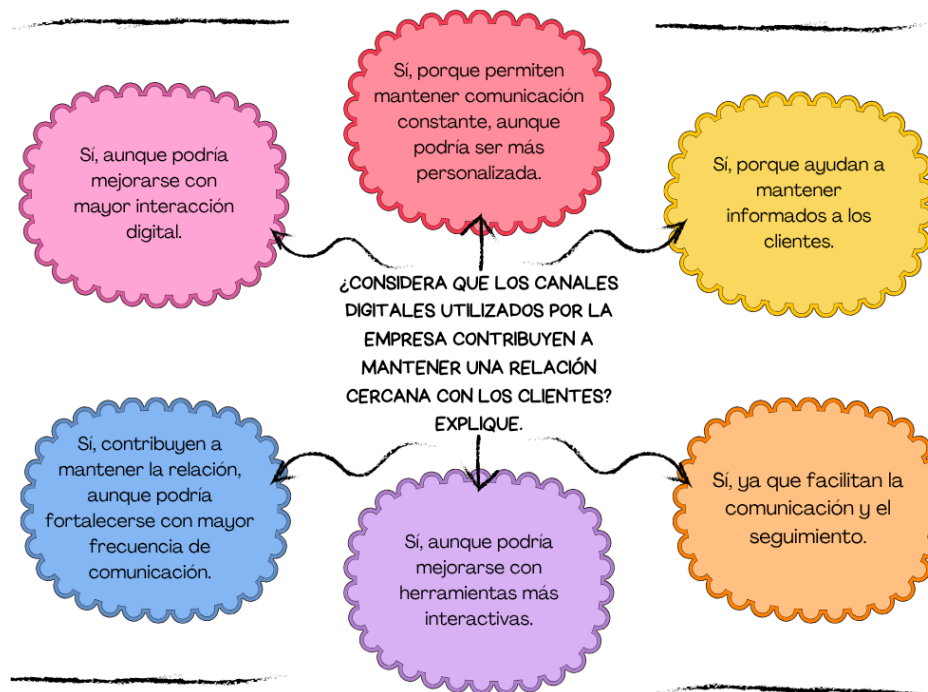 Sí, porque permiten
mantener comunicación
constante, aunque
podría ser más
personalizada.
Sí, aunque podría
mejorarse con
mayor interacción
digital.
Sí, porque ayudan a
mantener
informados a los
clientes.
¿CONSIDERA QUE LOS CANALES
DIGITALES UTILIZADOS POR LA
EMPRESA CONTRIBUYEN A
MANTENER UNA RELACIÓN
CERCANA CON LOS CLIENTES?
EXPLIQUE.
Sí, contribuyen a
mantener la relación,
aunque podría
fortalecerse con mayor
frecuencia de
comunicación.
Sí, aunque podría
mejorarse con
herramientas más
interactivas.
Sí, ya que facilitan la
comunicación y el
seguimiento.